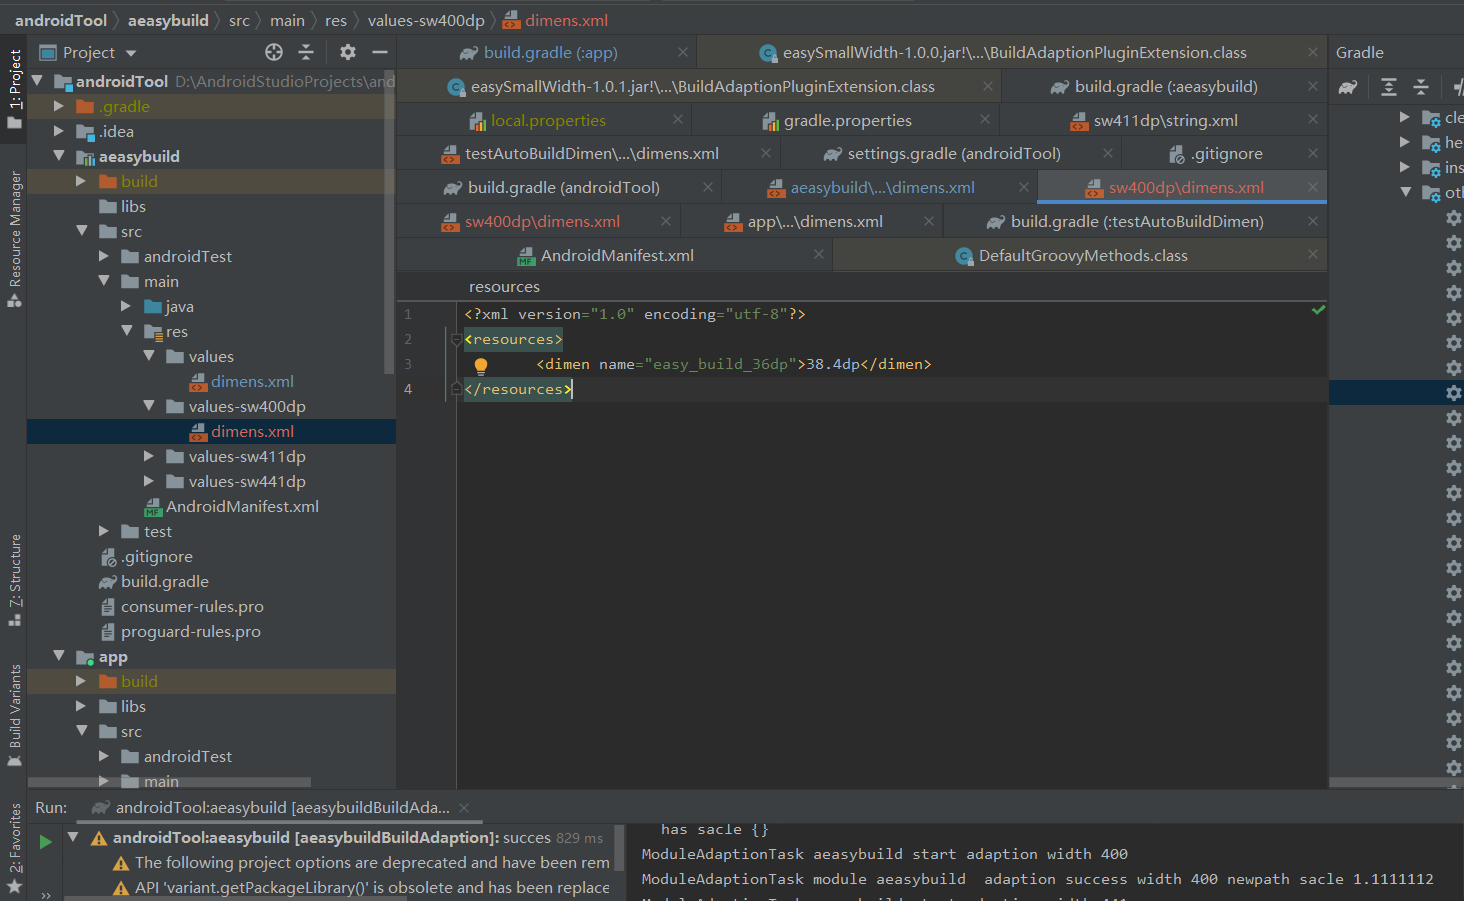 androidTool
aeasybuild
src
main
res
values-sw400dp
dimens.xml
1: Project
Resource Manager
7: Structure
Build Variants
2: Favorites
Project
androidTool D:\AndroidStudioProjects\and
.gradle
.idea
aeasybuild
build
libs
src
androidTest
main
java
res
values
dimens.xml
values-sw400dp
dimens.xml
values-sw411dp
values-sw441dp
AndroidManifest.xml
test
.gitignore
build.gradle
consumer-rules.pro
proguard-rules.pro
app
build
libs
src
androidTest
main
build.gradle (:app)
easySmallWidth-1.0.0.jar!\...\BuildAdaptionPluginExtension.class
easySmallWidth-1.0.1.jar!\...\BuildAdaptionPluginExtension.class
build.gradle (:aeasybuild)
local.properties
gradle.properties
sw411dp\string.xml
testAutoBuildDimen\...\dimens.xml
settings.gradle (androidTool)
.gitignore
build.gradle (androidTool)
aeasybuild\...\dimens.xml
sw400dp\dimens.xml
sw400dp\dimens.xml
app\...\dimens.xml
build.gradle (:testAutoBuildDimen)
AndroidManifest.xml
DefaultGroovyMethods.class
resources
1 <?xml version="1.0" encoding="utf-8"?>
2 <resources>
3 <dimen name="easy_build_36dp">38.4dp</dimen>
4 </resources>
Gradle
cle
he
ins
oth
Run:
androidTool:aeasybuild [aeasybuildBuildAda...
androidTool:aeasybuild [aeasybuildBuildAdaption]: succes 829 ms
The following project options are deprecated and have been rem
API 'variant.getPackageLibrary()' is obsolete and has been replace
has sacle {}
ModuleAdaptionTask aeasybuild start adaption width 400
ModuleAdaptionTask module aeasybuild  adaption success width 400 newpath sacle 1.1111112